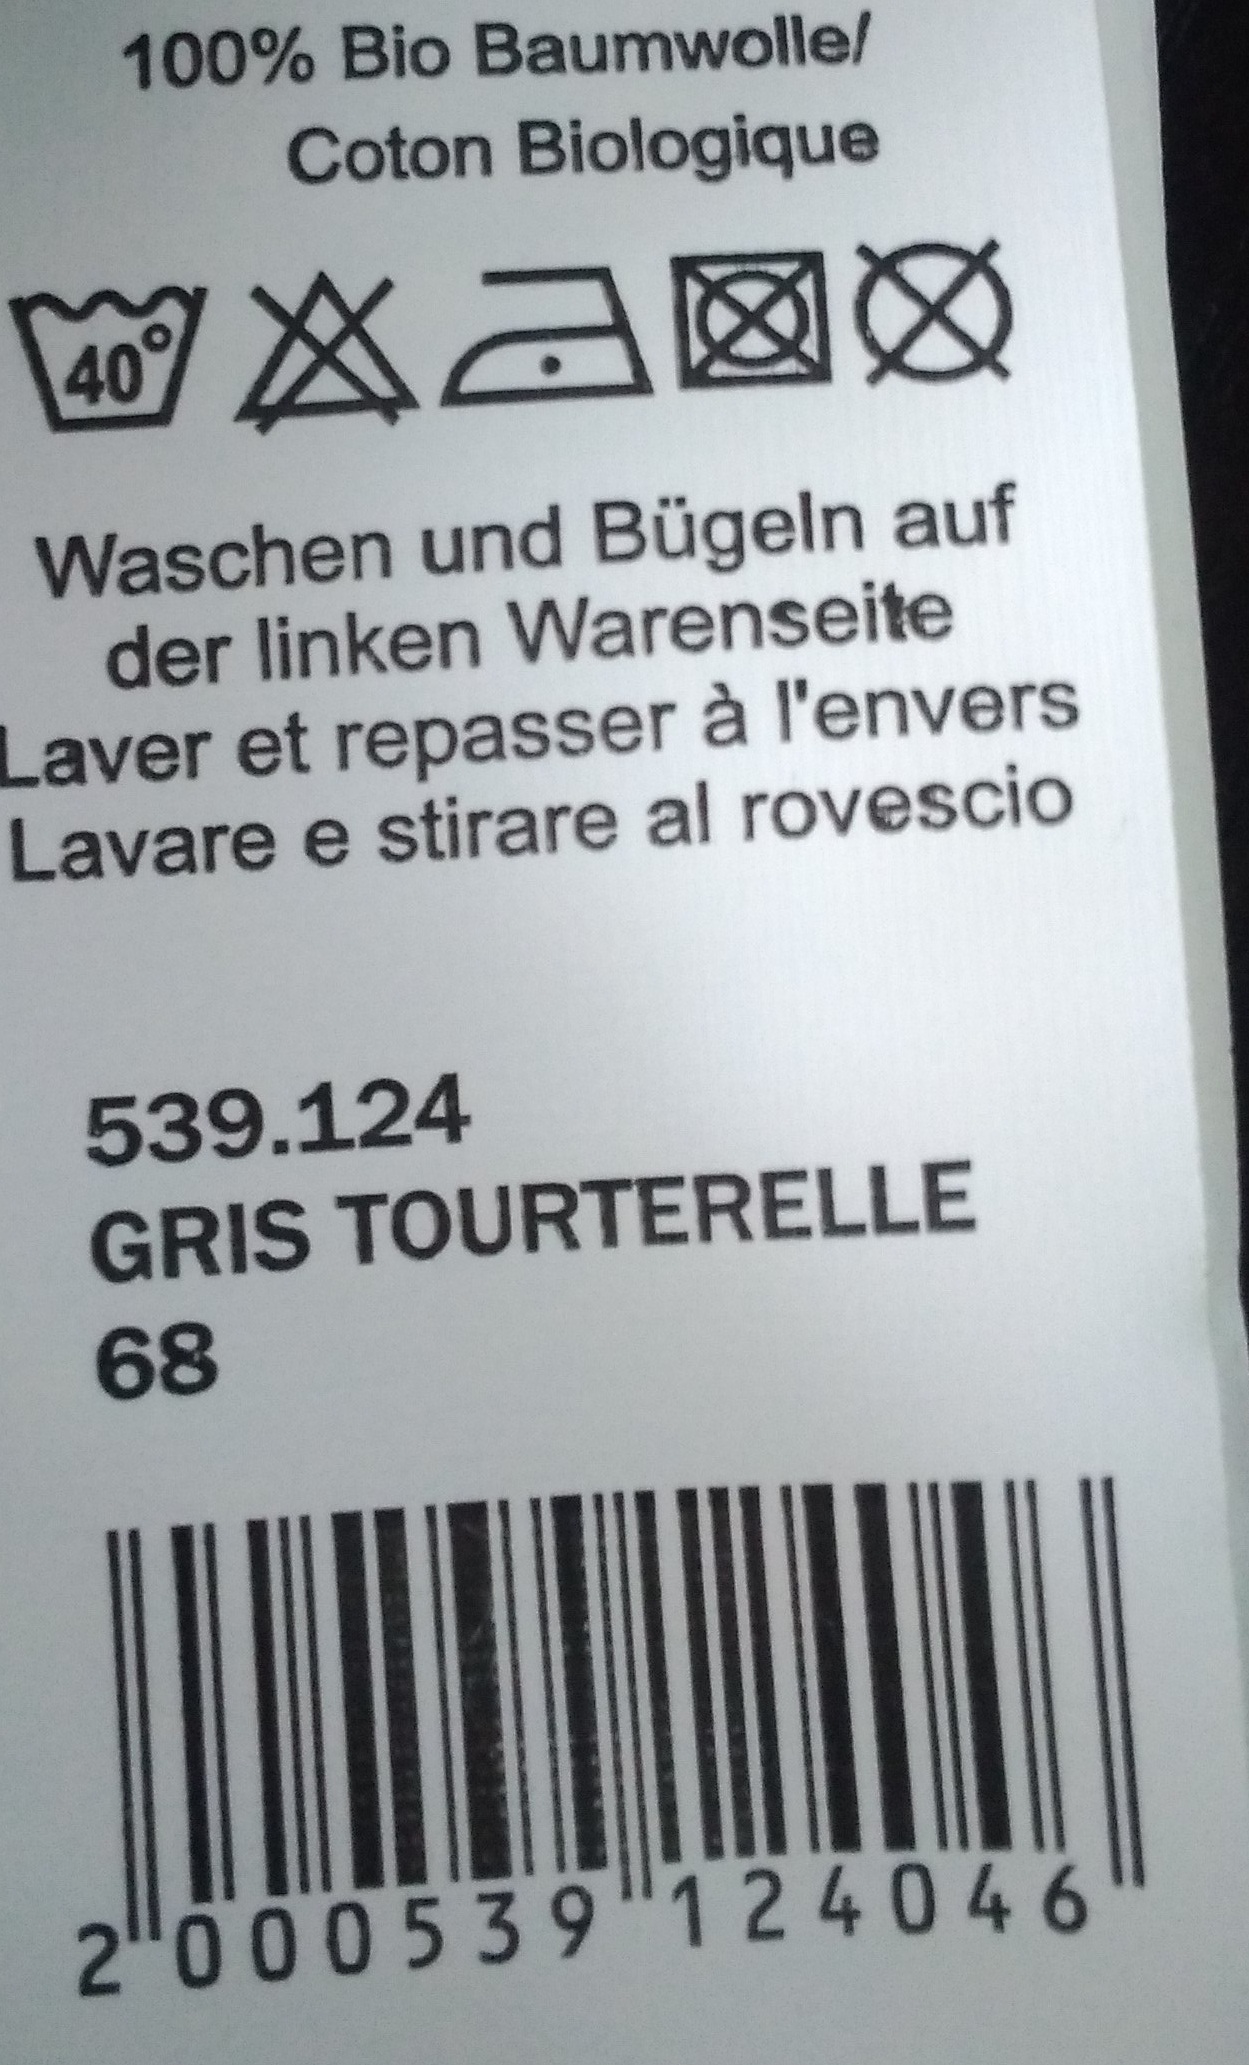 100% Bio Baumwolle/
Coton Biologique
40°
Waschen und Bügeln auf
der linken Warenseite
Laver et repasser à l'envers
Lavare e stirare al rovescio
539.124
GRIS TOURTERELLE
68
2 000539 124046